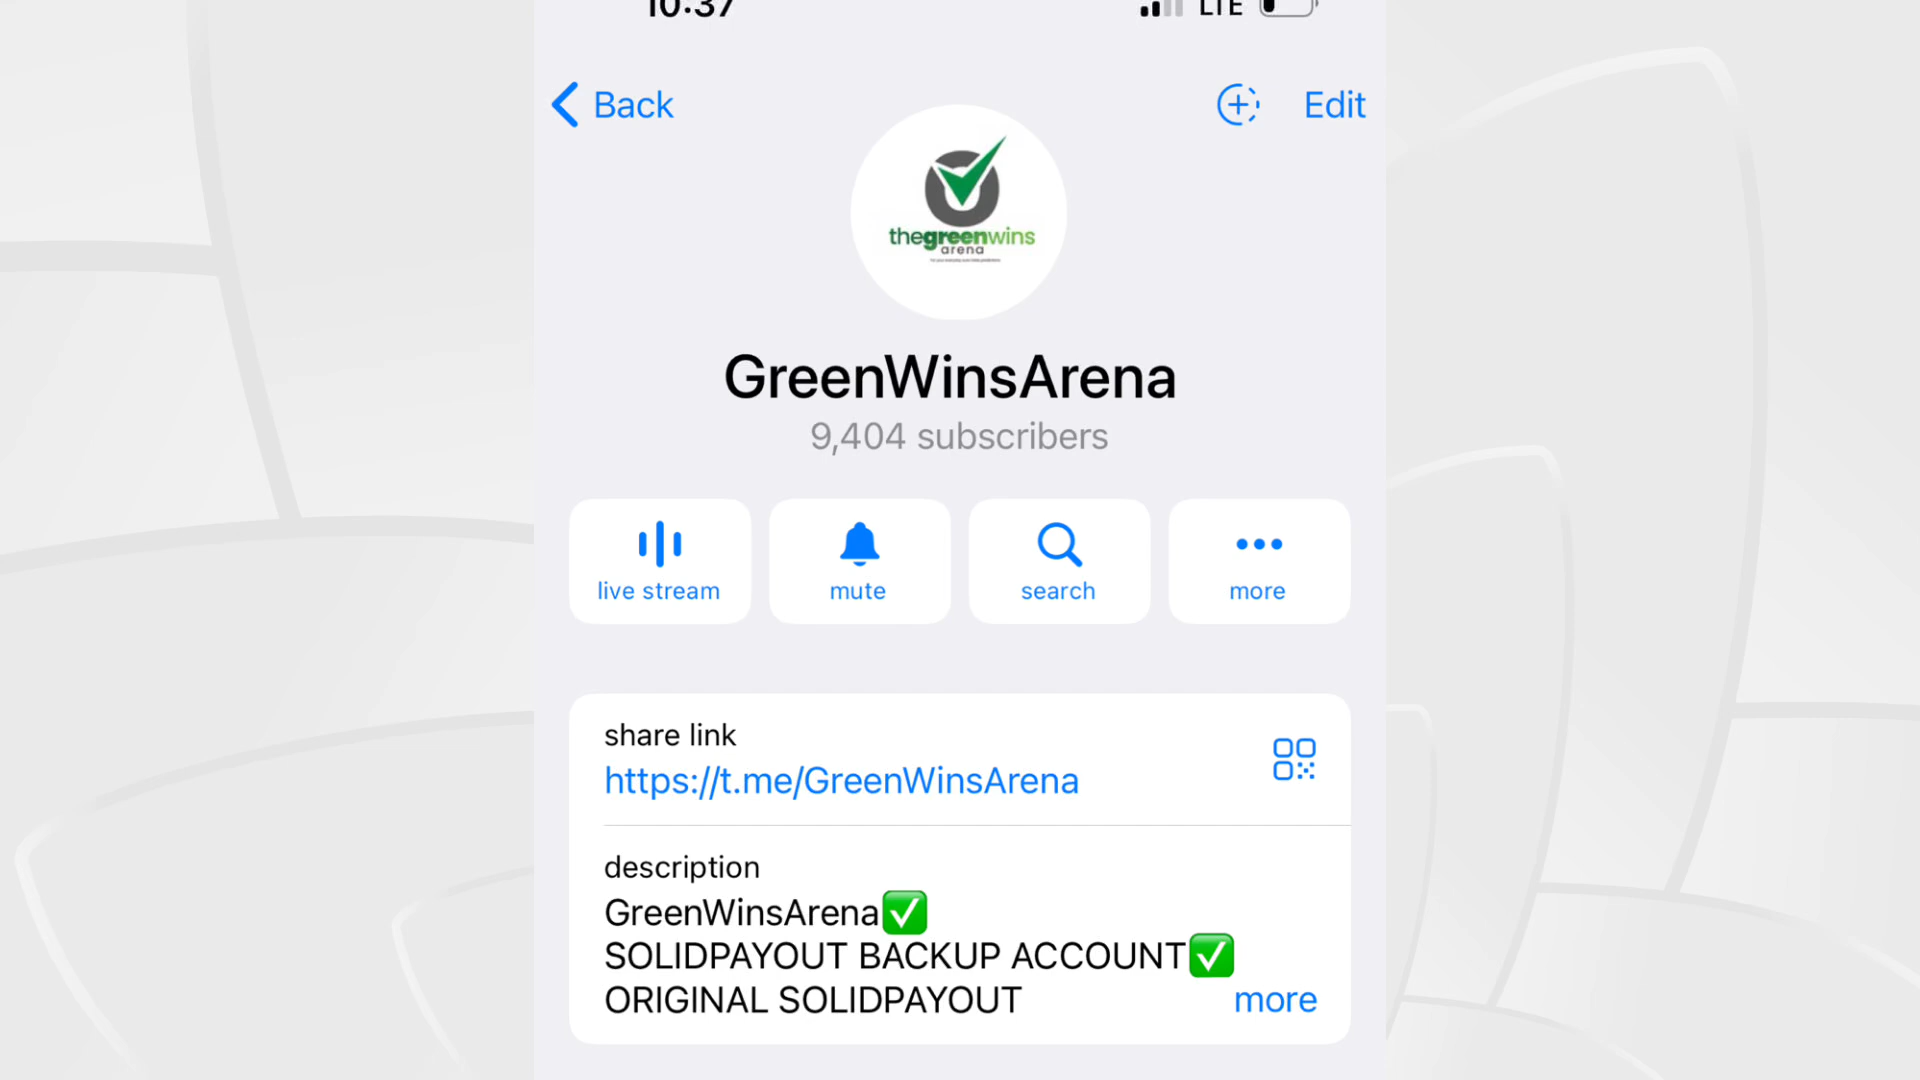 10:37
LTE
Back
Edit
thegreenwins
arena
GreenWinsArena
9,404 subscribers
live stream
mute
search
more
share link
https://t.me/GreenWinsArena
description
GreenWinsArena✅
SOLIDPAYOUT BACKUP ACCOUNT✅
ORIGINAL SOLIDPAYOUT
more